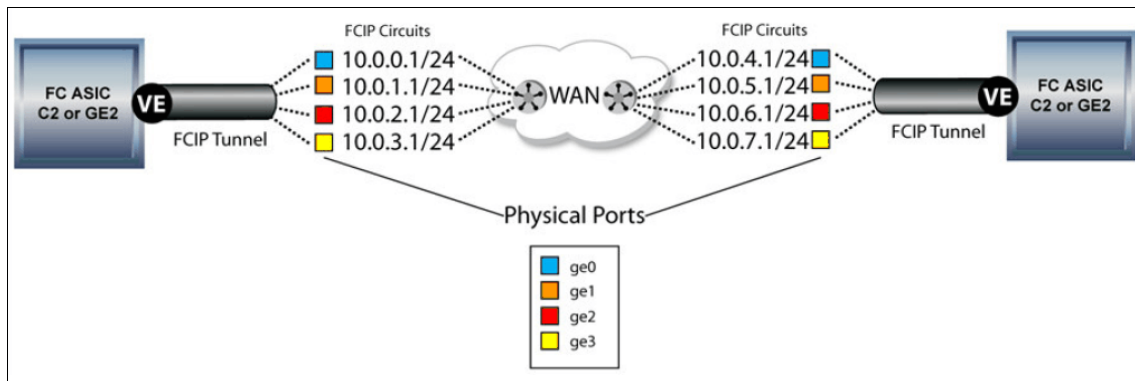 FC ASIC
C2 or GE2
VE
FCIP Tunnel
FCIP Circuits
10.0.0.1/24
10.0.1.1/24
10.0.2.1/24
10.0.3.1/24
WAN
FCIP Circuits
10.0.4.1/24
10.0.5.1/24
10.0.6.1/24
10.0.7.1/24
FCIP Tunnel
VE
FC ASIC
C2 or GE2
Physical Ports
ge0
ge1
ge2
ge3